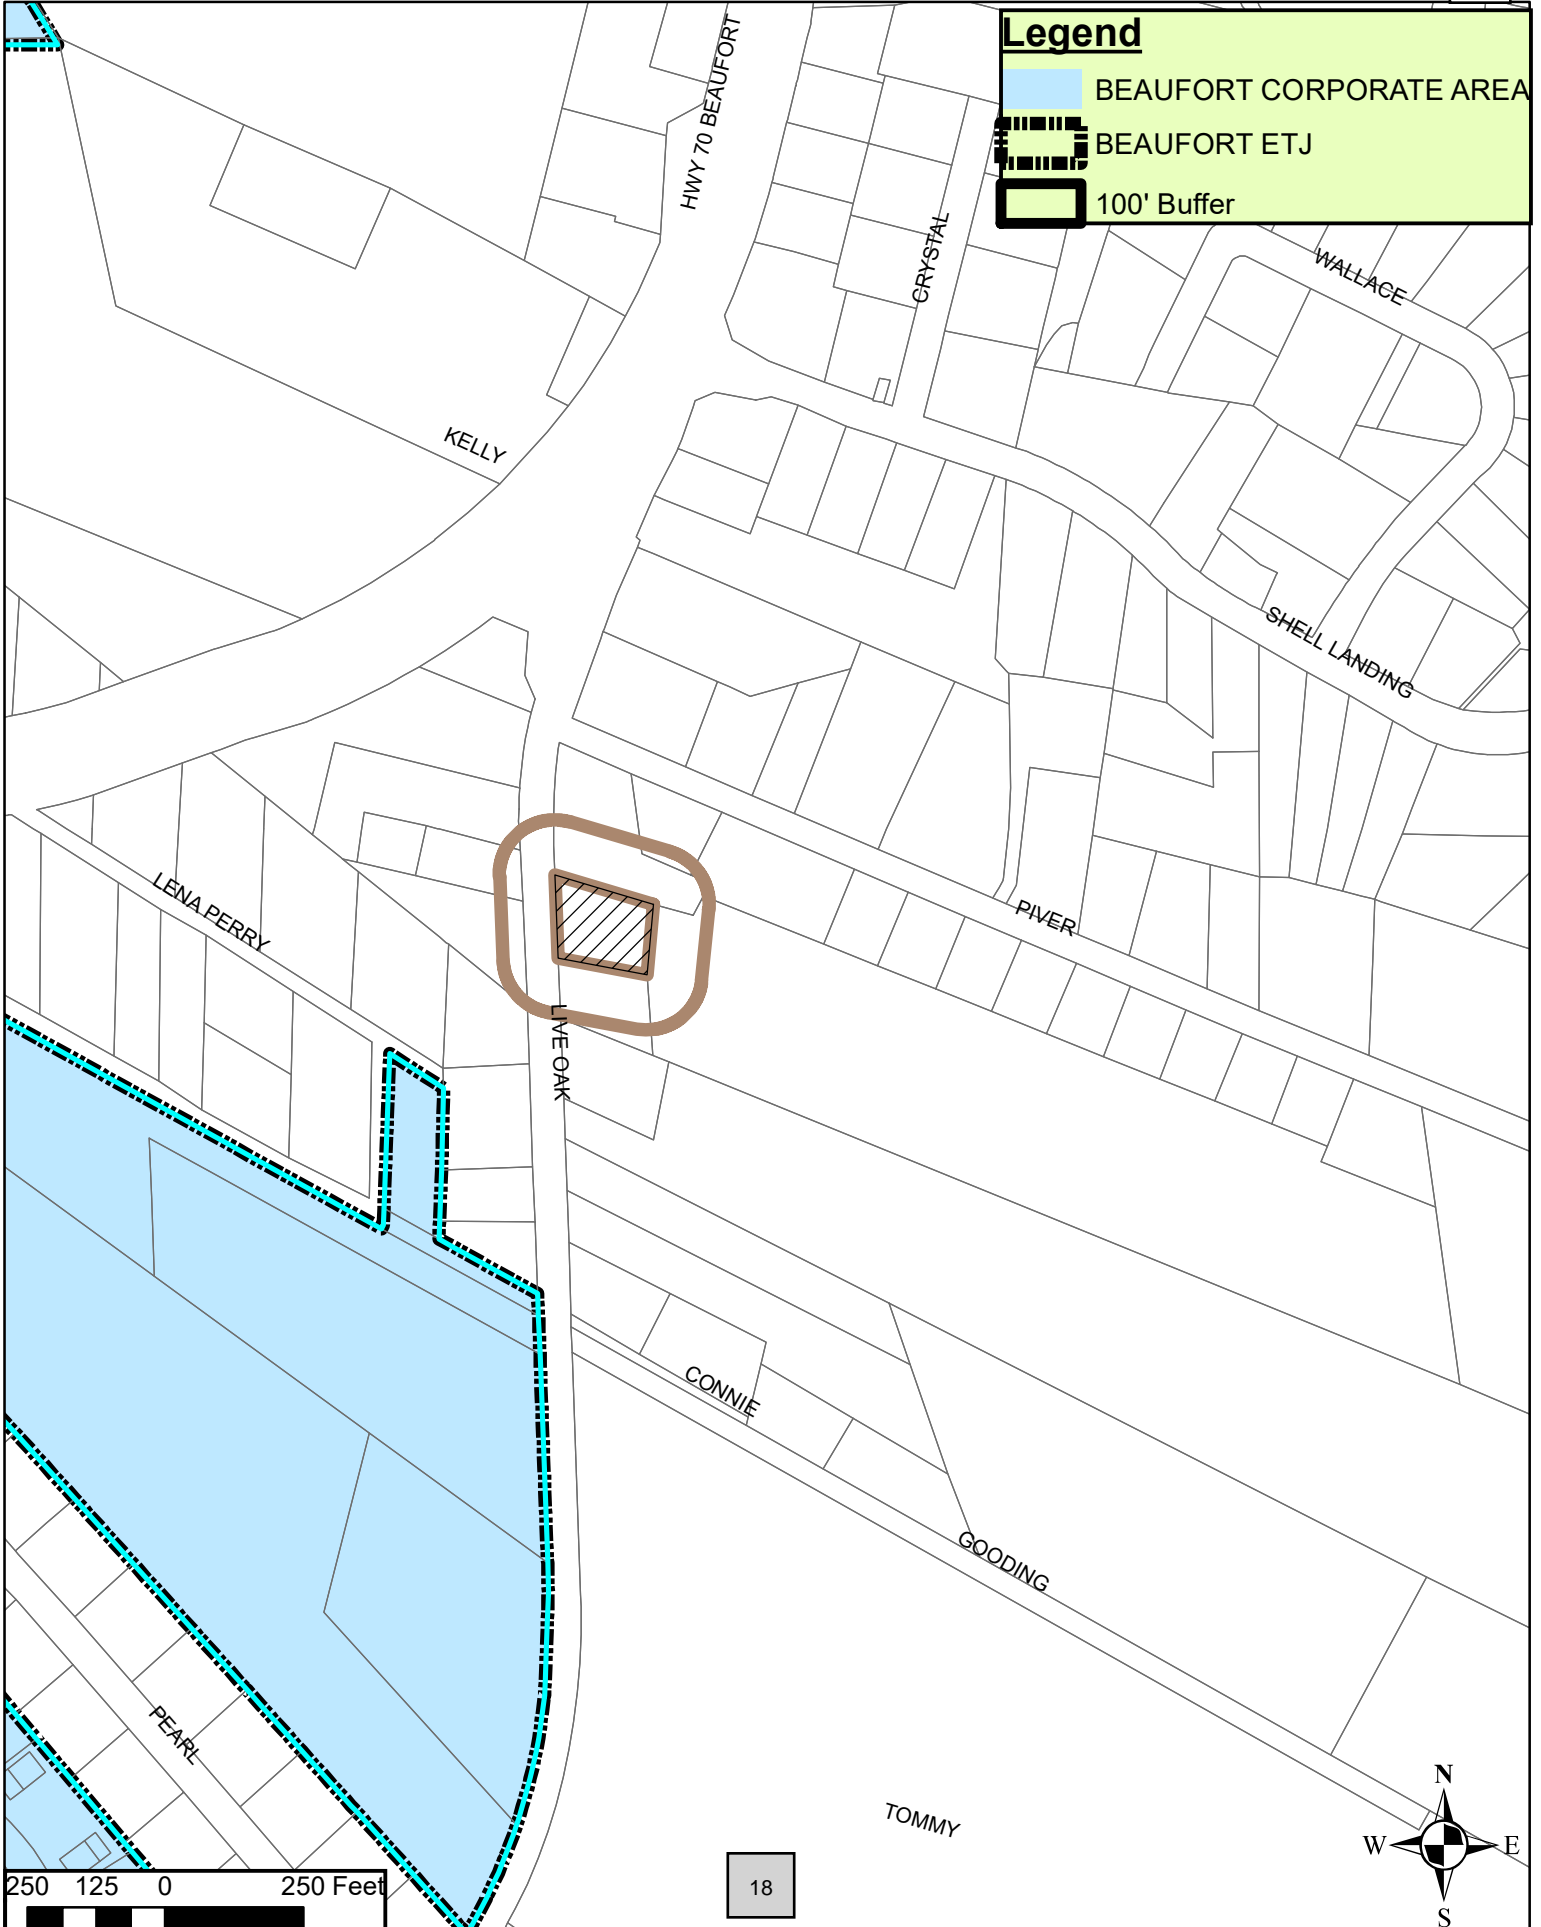 Legend
BEAUFORT CORPORATE AREA
BEAUFORT ETJ
100' Buffer
HWY 70 BEAUFORT
CRYSTAL
WALLACE
KELLY
SHELL LANDING
LENA PERRY
PIVER
LIVE OAK
CONNIE
GOODING
PEARL
TOMMY
N
W E
S
250 125 0 250 Feet
18